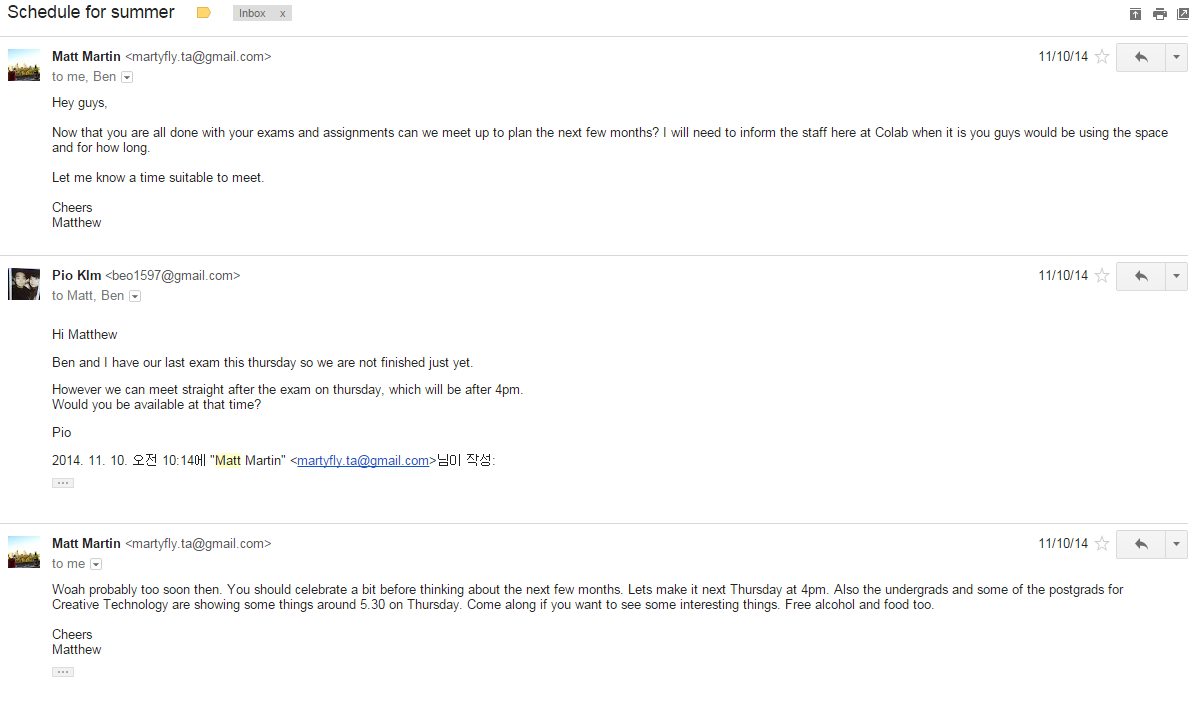 Schedule for summer
Inbox x
Matt Martin <martyfly.ta@gmail.com>
11/10/14
to me, Ben
Hey guys,
Now that you are all done with your exams and assignments can we meet up to plan the next few months? I will need to inform the staff here at Colab when it is you guys would be using the space
and for how long.
Let me know a time suitable to meet.
Cheers
Matthew
Pio KIm <beo1597@gmail.com>
11/10/14
to Matt, Ben
Hi Matthew
Ben and I have our last exam this thursday so we are not finished just yet.
However we can meet straight after the exam on thursday, which will be after 4pm.
Would you be available at that time?
Pio
2014. 11. 10. 오전 10:14에 "Matt Martin" <martyfly.ta@gmail.com>님이 작성:
Matt Martin <martyfly.ta@gmail.com>
11/10/14
to me
Woah probably too soon then. You should celebrate a bit before thinking about the next few months. Lets make it next Thursday at 4pm. Also the undergrads and some of the postgrads for
Creative Technology are showing some things around 5.30 on Thursday. Come along if you want to see some interesting things. Free alcohol and food too.
Cheers
Matthew